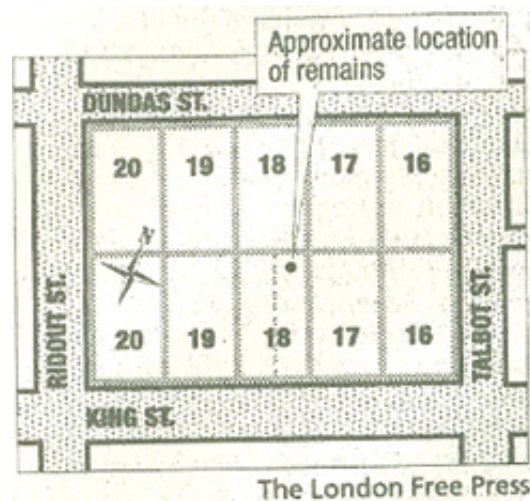 Approximate location
of remains
DUNDAS ST.
20 19 18 17 16
N
RIDOUT ST.
TALBOT ST.
20 19 18 17 16
KING ST.
The London Free Press